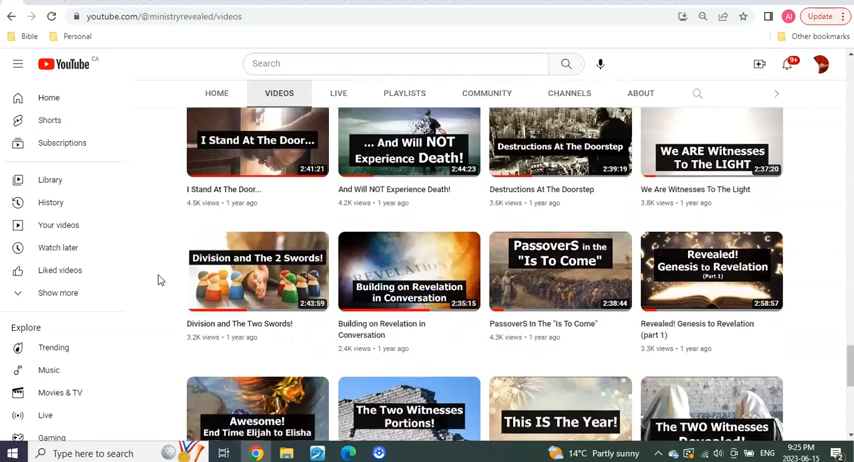 youtube.com/@ministryrevealed/videos
AI
Update
Bible
Personal
Other bookmarks
YouTube CA
Search
9+
HOME
VIDEOS
LIVE
PLAYLISTS
COMMUNITY
CHANNELS
ABOUT
Home
Shorts
Subscriptions
Library
History
Your videos
Watch later
Liked videos
Show more
Explore
Trending
Music
Movies & TV
Live
Gaming
I Stand At The Door...
2:41:21
I Stand At The Door...
4.5K views • 1 year ago
... And Will NOT
Experience Death!
2:44:23
And Will NOT Experience Death!
4.2K views • 1 year ago
Destructions At The Doorstep
2:39:19
Destructions At The Doorstep
3.6K views • 1 year ago
We ARE Witnesses
To The LIGHT
2:37:20
We Are Witnesses To The LIGHT
3.8K views • 1 year ago
Division and The 2 Swords!
2:43:59
Division and The Two Swords!
3.2K views • 1 year ago
REVELATION
Building on Revelation
in Conversation
2:35:15
Building on Revelation in
Conversation
2.4K views • 1 year ago
PassoverS in the
"Is To Come"
2:38:44
PassoverS In The "Is To Come"
4.3K views • 1 year ago
Revealed!
Genesis to Revelation
(Part 1)
2:58:57
Revealed! Genesis to Revelation
(part 1)
3.3K views • 1 year ago
Awesome!
End Time Elijah to Elisha
The Two Witnesses
Portions!
This IS The Year!
The TWO Witnesses
Revealed!
Type here to search
14°C Partly sunny
ENG
9:25 PM
2023-06-15
2